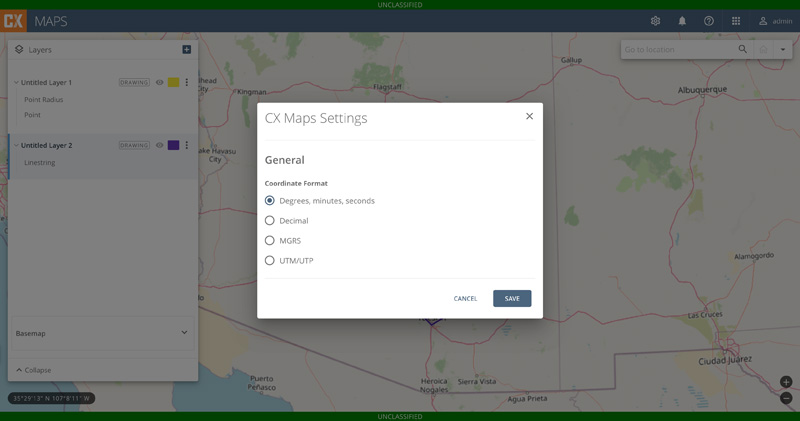 UNCLASSIFIED
CX MAPS
admin
Layers
Go to location
Untitled Layer 1
DRAWING
Point Radius
Point
Untitled Layer 2
DRAWING
Linestring
Basemap
Collapse
35°29'13" N 107°8'11" W
CX Maps Settings
General
Coordinate Format
Degrees, minutes, seconds
Decimal
MGRS
UTM/UTP
CANCEL
SAVE
Gallup
Kingman
Flagstaff
Albuquerque
Lake Havasu
City
Alamogordo
Las Cruces
Ciudad Juárez
Puerto
Peñasco
Heroica
Nogales
Sierra Vista
Agua Prieta
UNCLASSIFIED